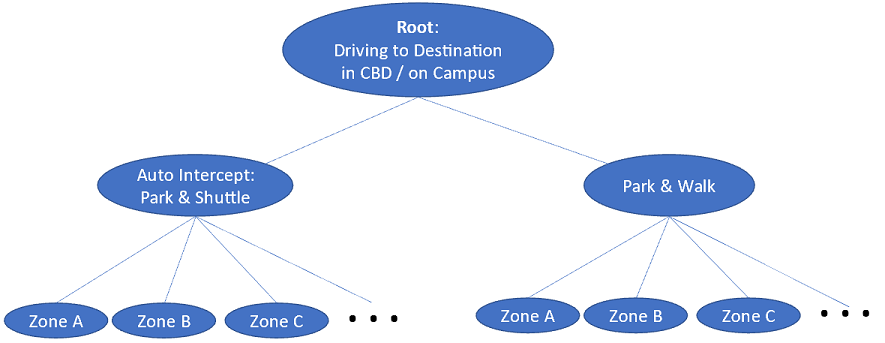 Root:
Driving to Destination
in CBD / on Campus
Auto Intercept:
Park & Shuttle
Park & Walk
Zone A
Zone B
Zone C
• • •
Zone A
Zone B
Zone C
• • •